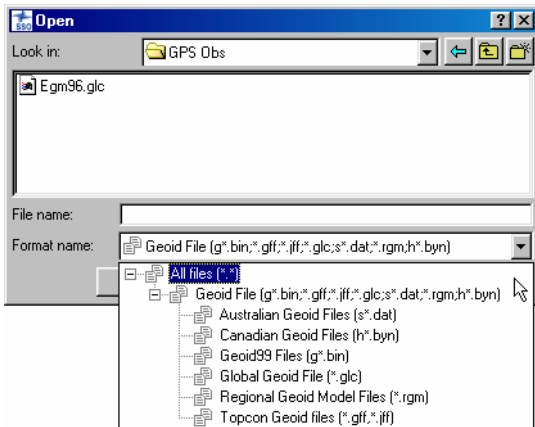 SSO Open
Look in: GPS Obs
Egm96.glc
File name:
Format name: Geoid File (g*.bin;*.gff;*.jff;*.glc;s*.dat;*.rgm;h*.byn)
All files (*.*)
Geoid File (g*.bin;*.gff;*.jff;*.glc;s*.dat;*.rgm;h*.byn)
Australian Geoid Files (s*.dat)
Canadian Geoid Files (h*.byn)
Geoid99 Files (g*.bin)
Global Geoid File (*.glc)
Regional Geoid Model Files (*.rgm)
Topcon Geoid files (*.gff,*.jff)